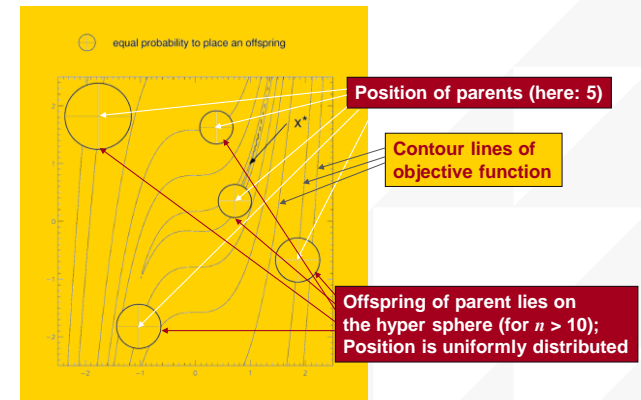 equal probability to place an offspring
Position of parents (here: 5)
x*
Contour lines of
objective function
Offspring of parent lies on
the hyper sphere (for n > 10);
Position is uniformly distributed
2
1
0
−1
−2
−2
−1
0
1
2